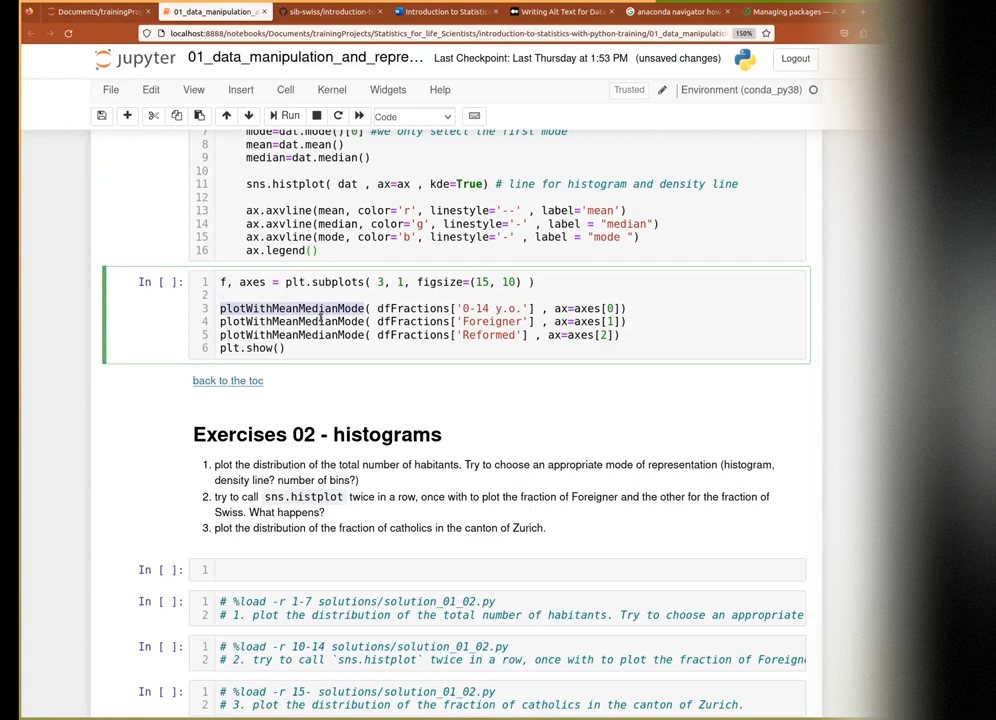 Documents/trainingProj
01_data_manipulation_a
sib-swiss/introduction-to
Introduction to Statistic
Writing Alt Text for Data
anaconda navigator how
Managing packages — A
localhost:8888/notebooks/Documents/trainingProjects/Statistics_for_life_Scientists/introduction-to-statistics-with-python-training/01_data_manipulatio
150%
jupyter
01_data_manipulation_and_repre...
Last Checkpoint: Last Thursday at 1:53 PM (unsaved changes)
Logout
File Edit View Insert Cell Kernel Widgets Help
Trusted
Environment (conda_py38)
Run
Code
7 mode=dat.mode()[0] #we only select the first mode
8 mean=dat.mean()
9 median=dat.median()
10
11 sns.histplot( dat , ax=ax , kde=True) # line for histogram and density line
12
13 ax.axvline(mean, color='r', linestyle='--' , label='mean')
14 ax.axvline(median, color='g', linestyle='-' , label = "median")
15 ax.axvline(mode, color='b', linestyle='-' , label = "mode ")
16 ax.legend()
In [ ]: 1 f, axes = plt.subplots( 3, 1, figsize=(15, 10) )
2
3 plotWithMeanMedianMode( dfFractions['0-14 y.o.'] , ax=axes[0])
4 plotWithMeanMedianMode( dfFractions['Foreigner'] , ax=axes[1])
5 plotWithMeanMedianMode( dfFractions['Reformed'] , ax=axes[2])
6 plt.show()
back to the toc
Exercises 02 - histograms
1. plot the distribution of the total number of habitants. Try to choose an appropriate mode of representation (histogram,
density line? number of bins?)
2. try to call sns.histplot twice in a row, once with to plot the fraction of Foreigner and the other for the fraction of
Swiss. What happens?
3. plot the distribution of the fraction of catholics in the canton of Zurich.
In [ ]: 1
In [ ]: 1 # %load -r 1-7 solutions/solution_01_02.py
2 # 1. plot the distribution of the total number of habitants. Try to choose an appropriate
In [ ]: 1 # %load -r 10-14 solutions/solution_01_02.py
2 # 2. try to call `sns.histplot` twice in a row, once with to plot the fraction of Foreign
In [ ]: 1 # %load -r 15- solutions/solution_01_02.py
2 # 3. plot the distribution of the fraction of catholics in the canton of Zurich.